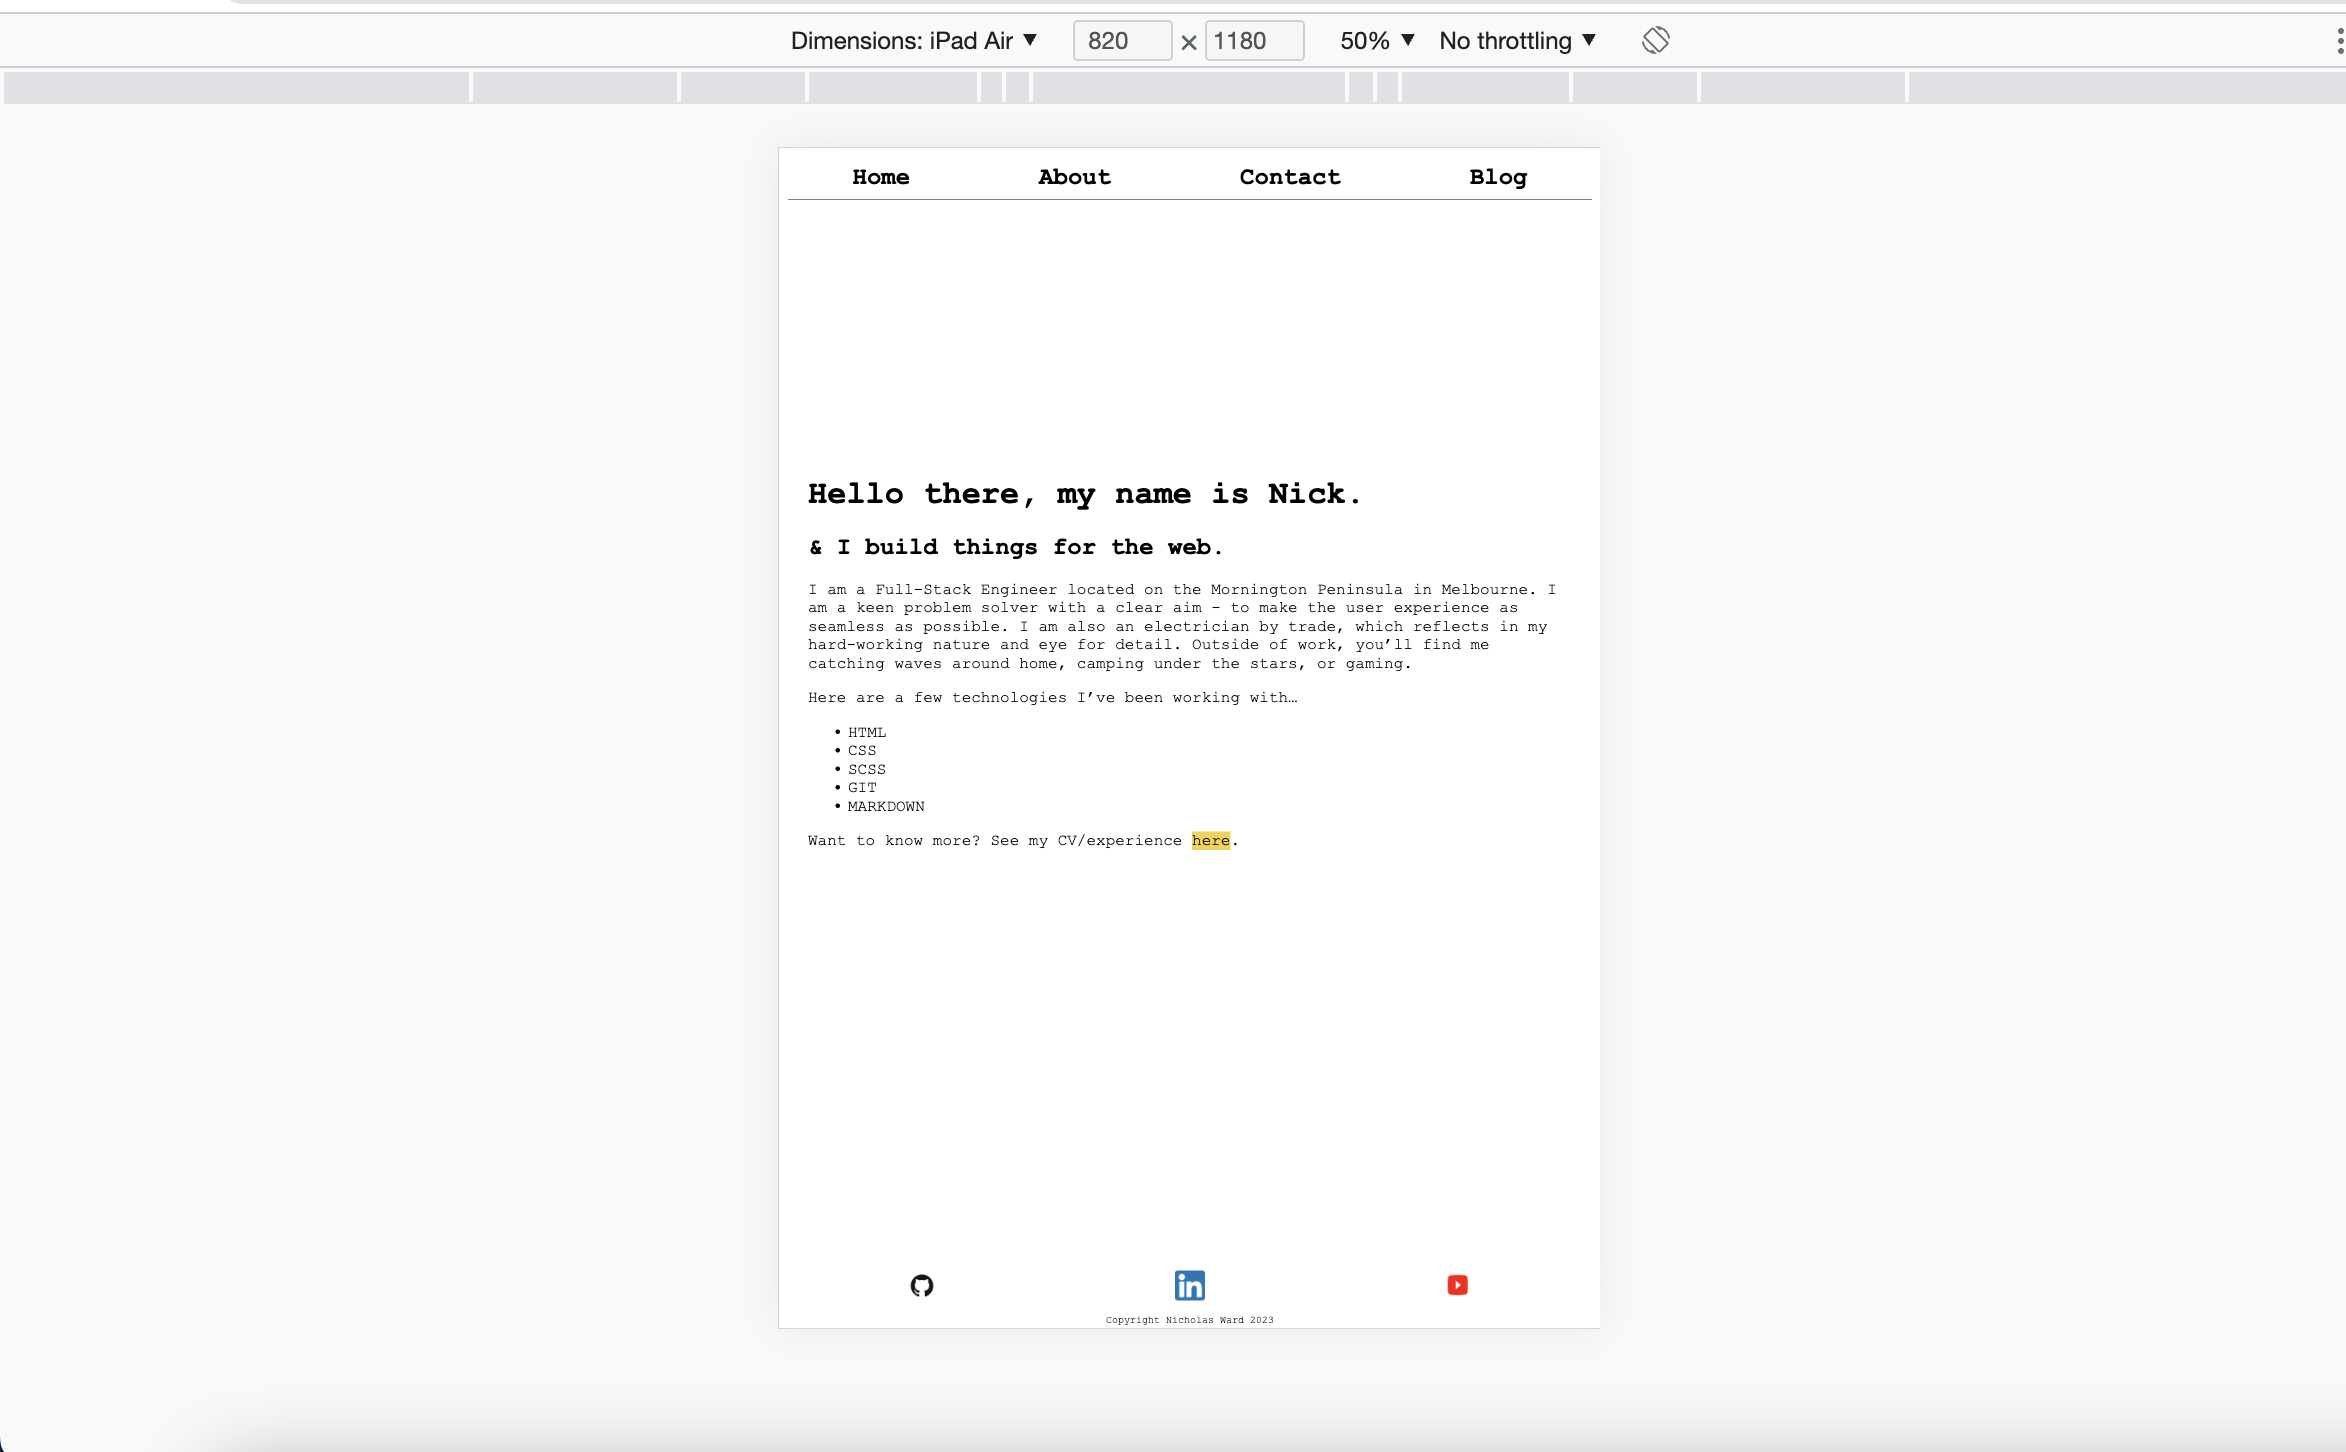 Dimensions: iPad Air ▼ 820 × 1180 50% ▼ No throttling ▼
Home About Contact Blog
Hello there, my name is Nick.
& I build things for the web.
I am a Full-Stack Engineer located on the Mornington Peninsula in Melbourne. I
am a keen problem solver with a clear aim – to make the user experience as
seamless as possible. I am also an electrician by trade, which reflects in my
hard-working nature and eye for detail. Outside of work, you’ll find me
catching waves around home, camping under the stars, or gaming.
Here are a few technologies I’ve been working with…
• HTML
• CSS
• SCSS
• GIT
• MARKDOWN
Want to know more? See my CV/experience here.
in
Copyright Nicholas Ward 2023